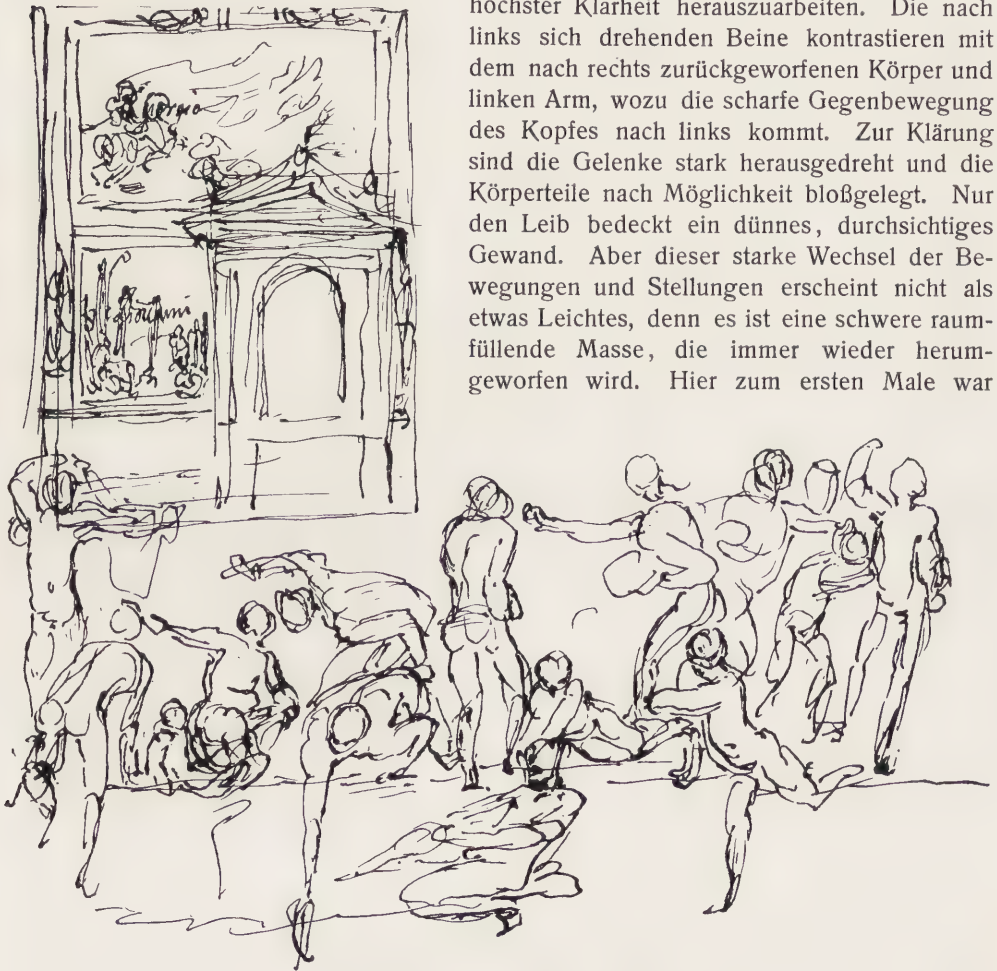 höchster Klarheit herauszuarbeiten. Die nach
links sich drehenden Beine kontrastieren mit
dem nach rechts zurückgeworfenen Körper und
linken Arm, wozu die scharfe Gegenbewegung
des Kopfes nach links kommt. Zur Klärung
sind die Gelenke stark herausgedreht und die
Körperteile nach Möglichkeit bloßgelegt. Nur
den Leib bedeckt ein dünnes, durchsichtiges
Gewand. Aber dieser starke Wechsel der Be-
wegungen und Stellungen erscheint nicht als
etwas Leichtes, denn es ist eine schwere raum-
füllende Masse, die immer wieder herum-
geworfen wird. Hier zum ersten Male war